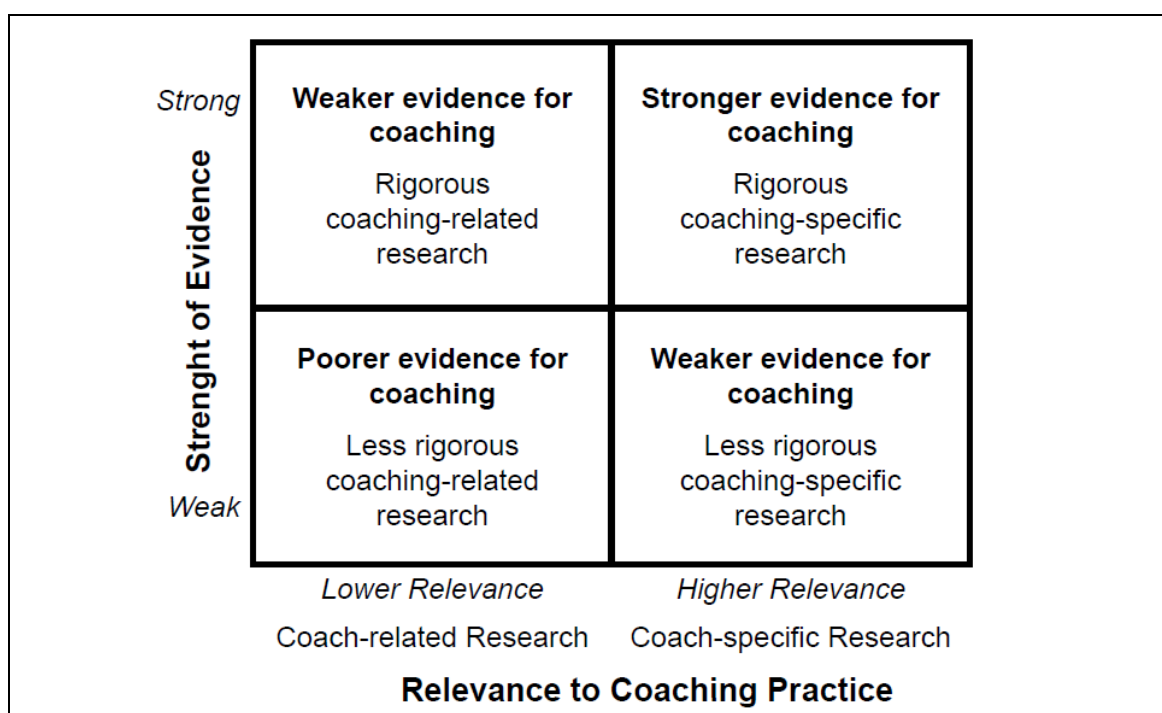 Strong
Strenght of Evidence
Weak
Weaker evidence for
coaching
Rigorous
coaching-related
research
Stronger evidence for
coaching
Rigorous
coaching-specific
research
Poorer evidence for
coaching
Less rigorous
coaching-related
research
Weaker evidence for
coaching
Less rigorous
coaching-specific
research
Lower Relevance
Higher Relevance
Coach-related Research
Coach-specific Research
Relevance to Coaching Practice